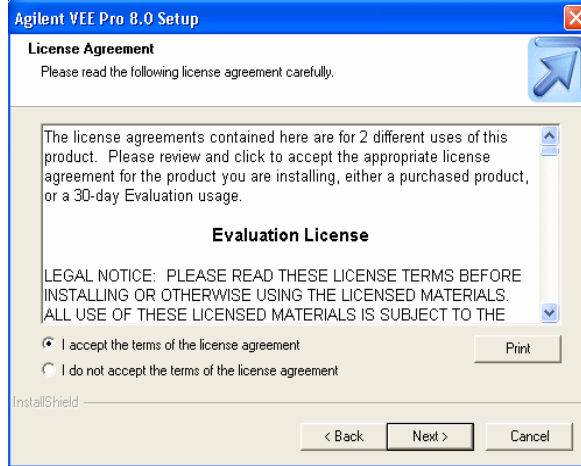 Agilent VEE Pro 8.0 Setup
License Agreement
Please read the following license agreement carefully.
The license agreements contained here are for 2 different uses of this
product.  Please review and click to accept the appropriate license
agreement for the product you are installing, either a purchased product,
or a 30-day Evaluation usage.
Evaluation License
LEGAL NOTICE:  PLEASE READ THESE LICENSE TERMS BEFORE
INSTALLING OR OTHERWISE USING THE LICENSED MATERIALS.
ALL USE OF THESE LICENSED MATERIALS IS SUBJECT TO THE
I accept the terms of the license agreement
Print
I do not accept the terms of the license agreement
InstallShield
< Back
Next >
Cancel